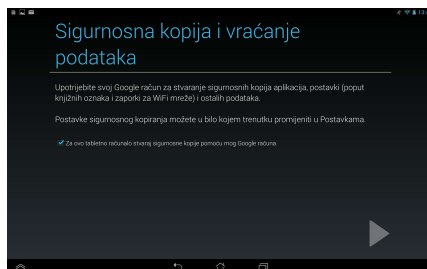 Sigurnosna kopija i vraćanje
podataka
Upotrijebite svoj Google račun za stvaranje sigurnosnih kopija aplikacija, postavki (poput
knjižnih oznaka i zaporki za WiFi mreže) i ostalih podataka.
Postavke sigurnosnog kopiranja možete u bilo kojem trenutku promijeniti u Postavkama.
Za ovo tabletno računalo stvaraj sigurnosne kopije pomoću mog Google računa